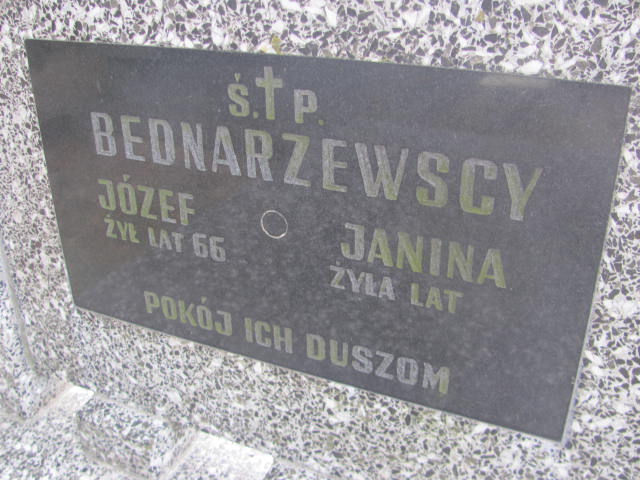 Ś.†P.
BEDNARZEWSCY
JÓZEF
ŻYŁ LAT 66
JANINA
ŻYŁA LAT
POKÓJ ICH DUSZOM